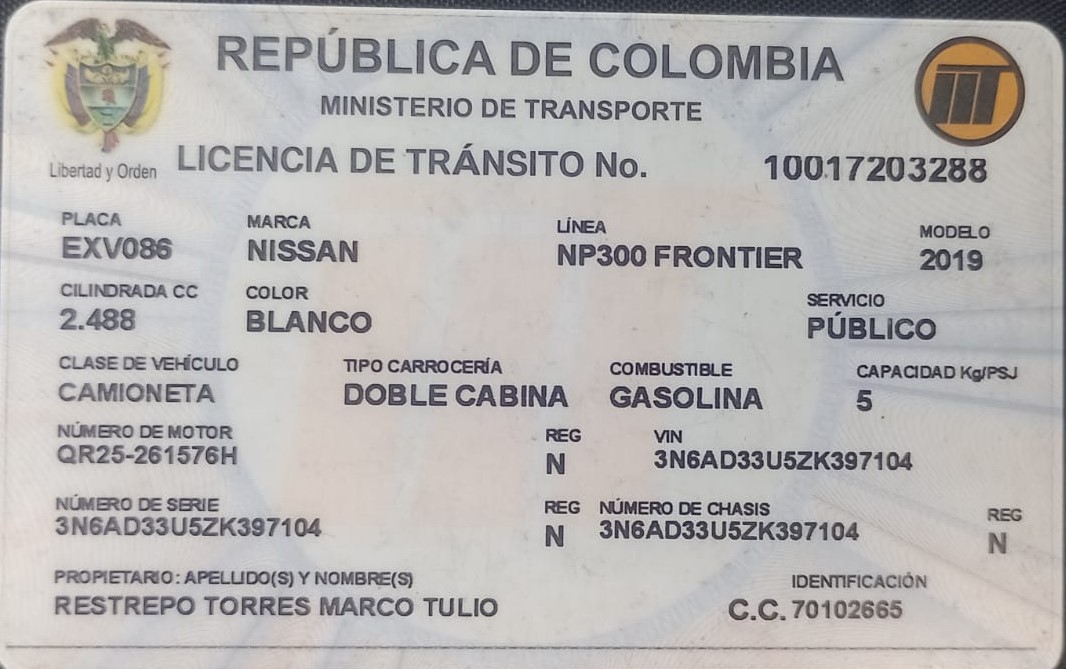 REPÚBLICA DE COLOMBIA
MINISTERIO DE TRANSPORTE
Libertad y Orden
LICENCIA DE TRÁNSITO No. 10017203288
PLACA MARCA LÍNEA MODELO
EXV086 NISSAN NP300 FRONTIER 2019
CILINDRADA CC COLOR SERVICIO
2.488 BLANCO PÚBLICO
CLASE DE VEHÍCULO TIPO CARROCERÍA COMBUSTIBLE CAPACIDAD Kg/PSJ
CAMIONETA DOBLE CABINA GASOLINA 5
NÚMERO DE MOTOR REG VIN
QR25-261576H N 3N6AD33U5ZK397104
NÚMERO DE SERIE REG NÚMERO DE CHASIS REG
3N6AD33U5ZK397104 N 3N6AD33U5ZK397104 N
PROPIETARIO: APELLIDO(S) Y NOMBRE(S) IDENTIFICACIÓN
RESTREPO TORRES MARCO TULIO C.C. 70102665